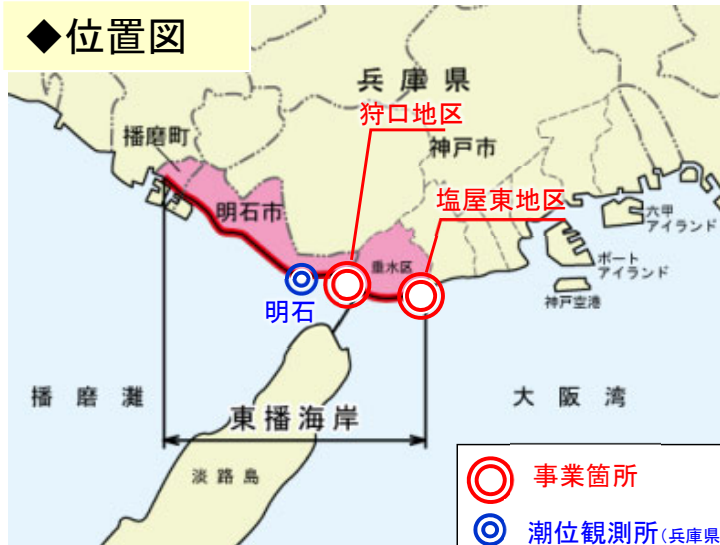 ◆位置図
兵庫県
狩口地区
播磨町
神戸市
明石市
塩屋東地区
六甲
アイランド
垂水区
ポート
アイランド
神戸空港
明石
播磨灘
大阪湾
東播海岸
淡路島
事業箇所
潮位観測所(兵庫県